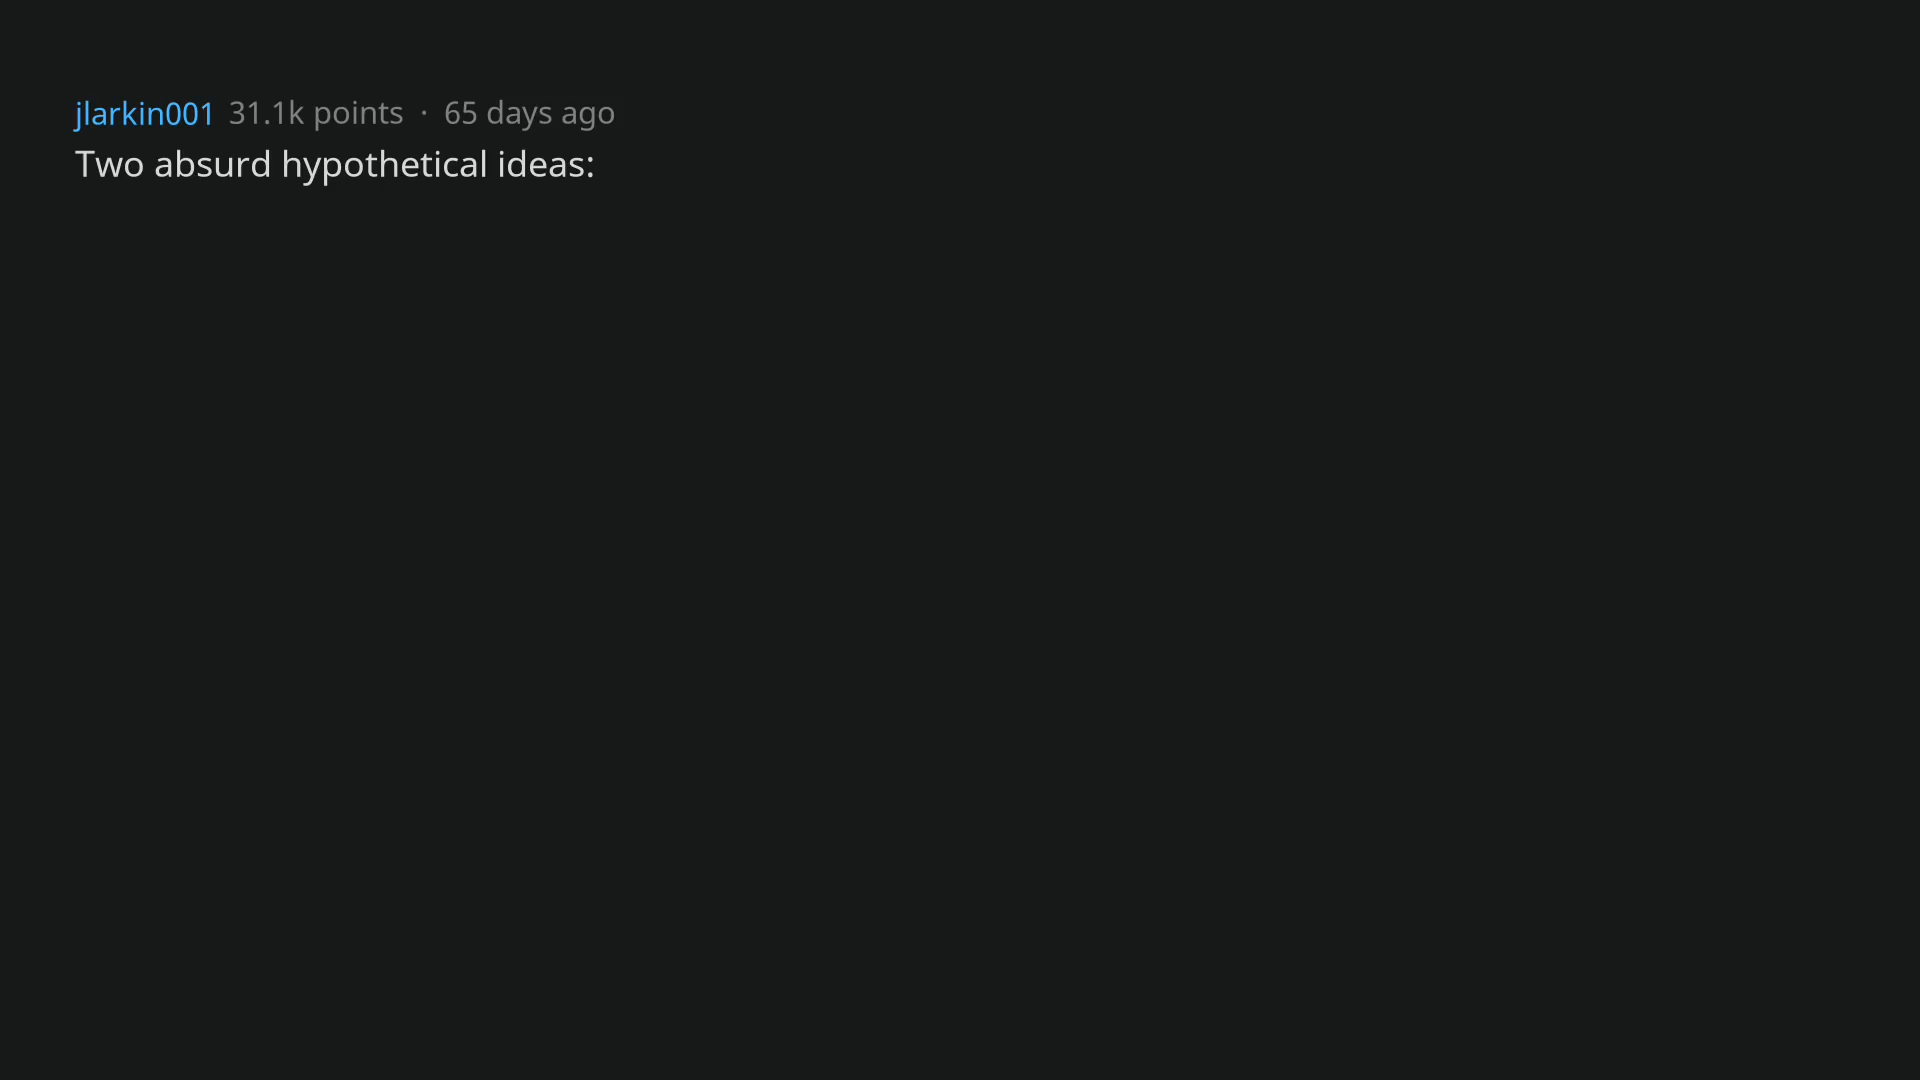 jlarkin001 31.1k points · 65 days ago
Two absurd hypothetical ideas: